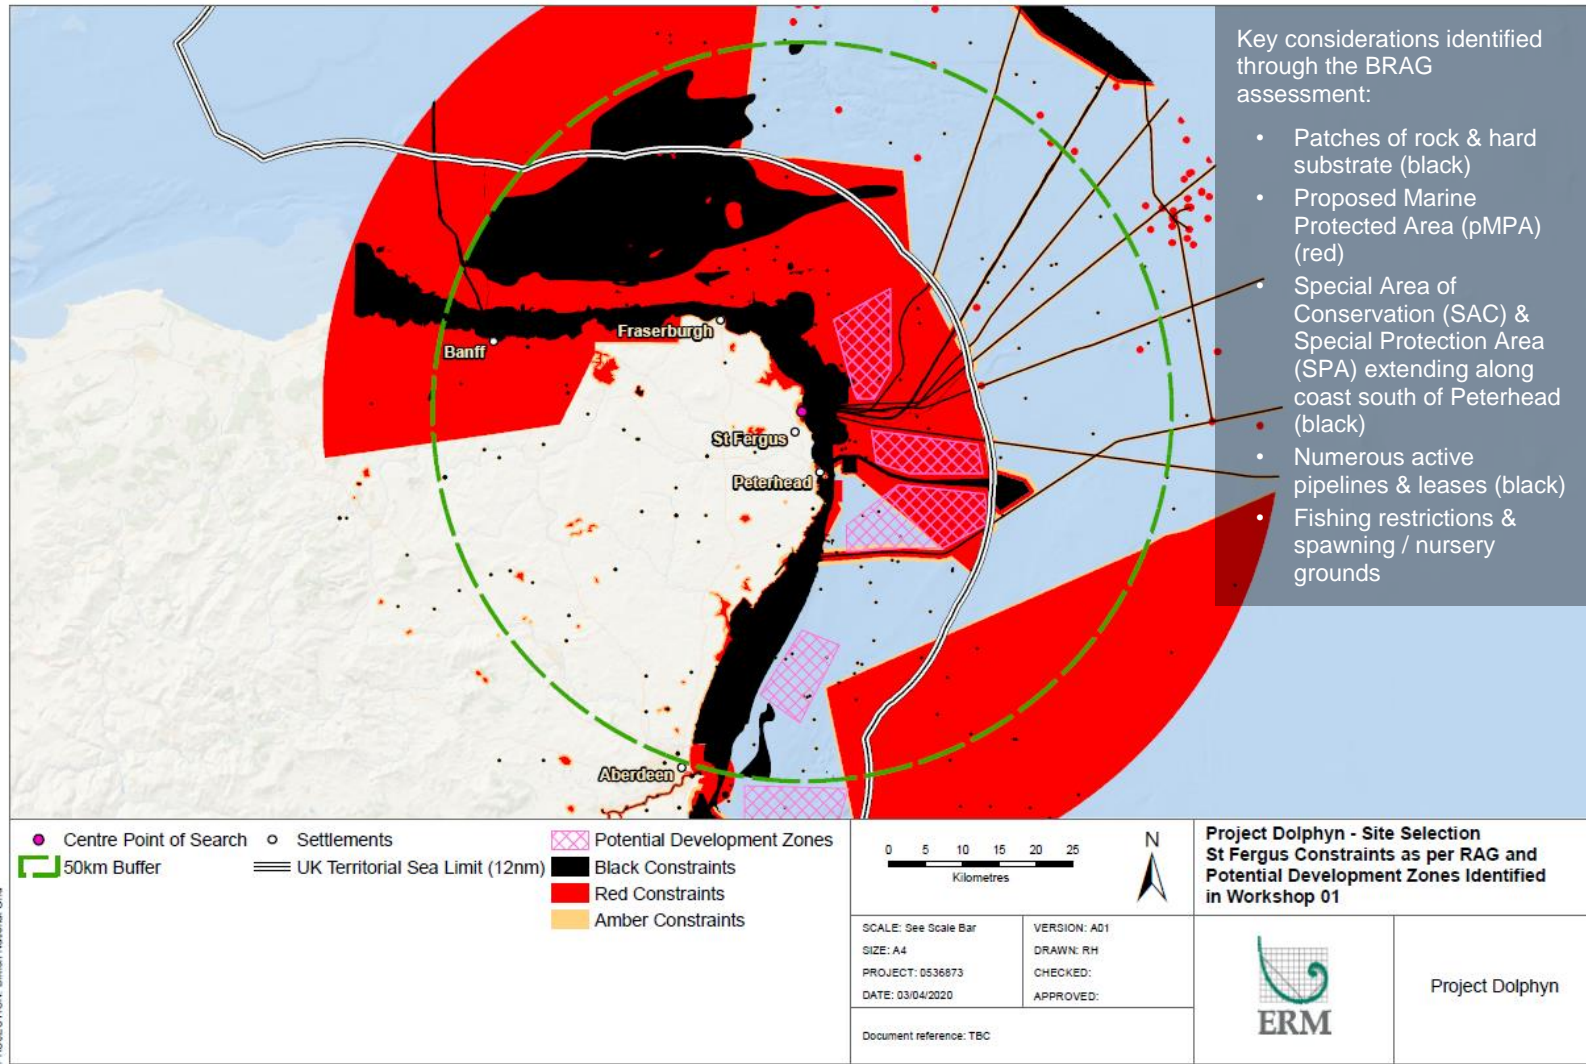 Key considerations identified
through the BRAG
assessment:
• Patches of rock & hard
substrate (black)
• Proposed Marine
Protected Area (pMPA)
(red)
• Special Area of
Conservation (SAC) &
Special Protection Area
(SPA) extending along
coast south of Peterhead
(black)
• Numerous active
pipelines & leases (black)
• Fishing restrictions &
spawning / nursery
grounds
Fraserburgh
Banff
St Fergus
Peterhead
Aberdeen
Centre Point of Search
Settlements
50km Buffer
UK Territorial Sea Limit (12nm)
Potential Development Zones
Black Constraints
Red Constraints
Amber Constraints
0 5 10 15 20 25
Kilometres
N
Project Dolphyn - Site Selection
St Fergus Constraints as per RAG and
Potential Development Zones Identified
in Workshop 01
SCALE: See Scale Bar
SIZE: A4
PROJECT: 0536873
DATE: 03/04/2020
VERSION: A01
DRAWN: RH
CHECKED:
APPROVED:
Document reference: TBC
ERM
Project Dolphyn